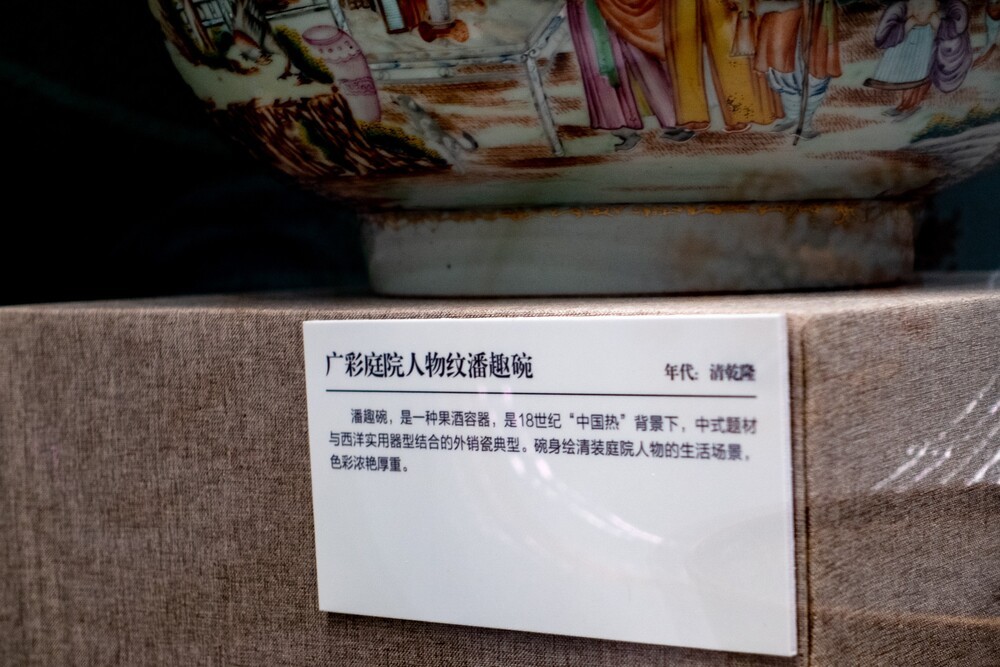 广彩庭院人物纹潘趣碗
年代：清乾隆
潘趣碗，是一种果酒容器，是18世纪“中国热”背景下，中式题材
与西洋实用器型结合的外销瓷典型。碗身绘清装庭院人物的生活场景，
色彩浓艳厚重。